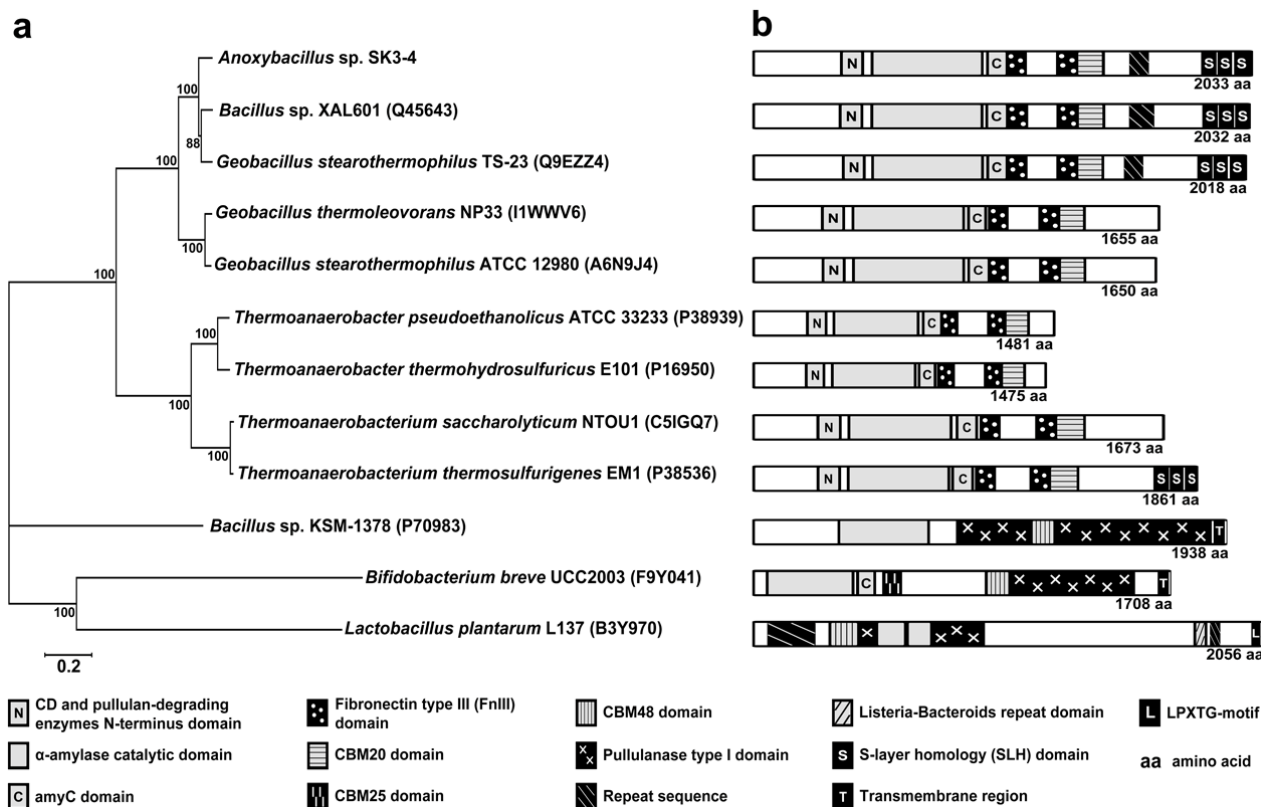 a
b
Anoxybacillus sp. SK3-4
Bacillus sp. XAL601 (Q45643)
Geobacillus stearothermophilus TS-23 (Q9EZZ4)
Geobacillus thermoleovorans NP33 (I1WWV6)
Geobacillus stearothermophilus ATCC 12980 (A6N9J4)
Thermoanaerobacter pseudoethanolicus ATCC 33233 (P38939)
Thermoanaerobacter thermohydrosulfuricus E101 (P16950)
Thermoanaerobacterium saccharolyticum NTOU1 (C5IGQ7)
Thermoanaerobacterium thermosulfurigenes EM1 (P38536)
Bacillus sp. KSM-1378 (P70983)
Bifidobacterium breve UCC2003 (F9Y041)
Lactobacillus plantarum L137 (B3Y970)
100
88
100
100
100
100
100
100
100
0.2
N C S S S
2033 aa
N C S S S
2032 aa
N C S S S
2018 aa
N C
1655 aa
N C
1650 aa
N C
1481 aa
N C
1475 aa
N C
1673 aa
N C S S S
1861 aa
T
1938 aa
C T
1708 aa
L
2056 aa
N CD and pullulan-degrading
enzymes N-terminus domain
α-amylase catalytic domain
C amyC domain
Fibronectin type III (FnIII)
domain
CBM20 domain
CBM25 domain
CBM48 domain
Pullulanase type I domain
Repeat sequence
Listeria-Bacteroids repeat domain
S S-layer homology (SLH) domain
T Transmembrane region
L LPXTG-motif
aa amino acid